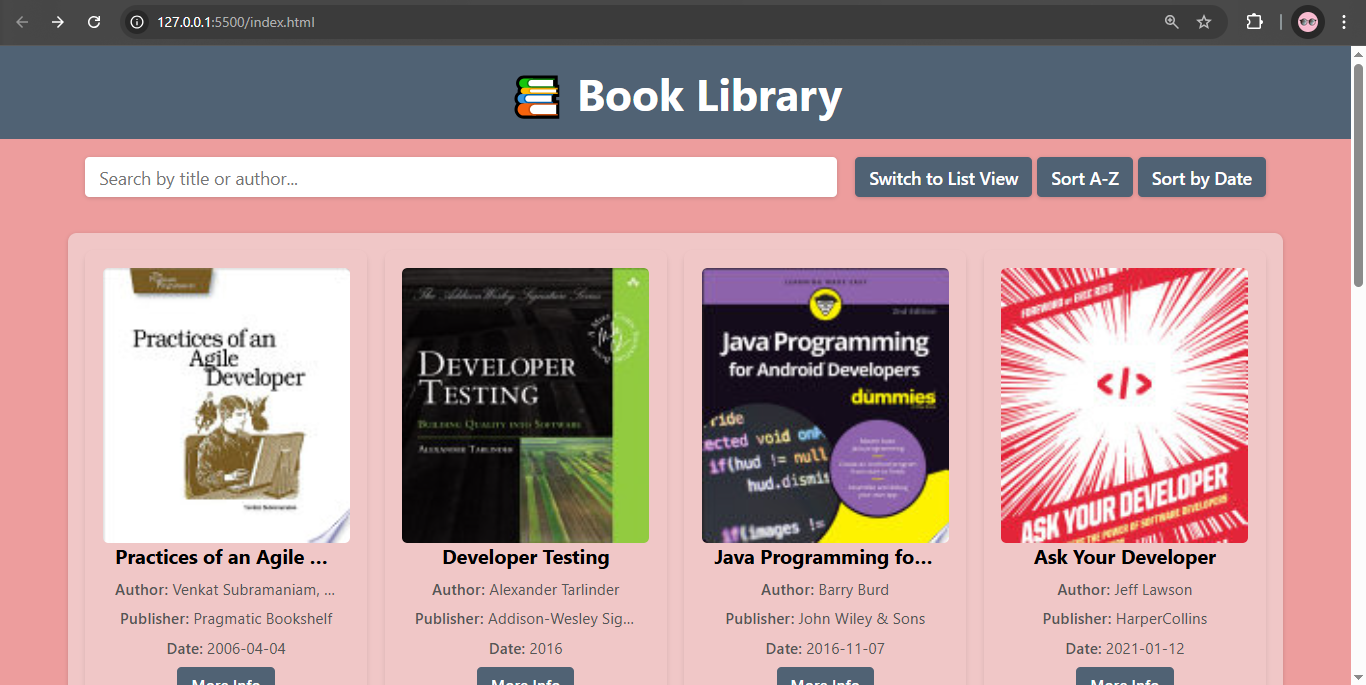 127.0.0.1:5500/index.html
📚 Book Library
Search by title or author...
Switch to List View
Sort A-Z
Sort by Date
Practices of an
Agile
Developer
Venkat Subramaniam
Practices of an Agile ...
Author: Venkat Subramaniam, ...
Publisher: Pragmatic Bookshelf
Date: 2006-04-04
More Info
The Addison-Wesley Signature Series
DEVELOPER
TESTING
BUILDING QUALITY INTO SOFTWARE
ALEXANDER TARLINDER
Developer Testing
Author: Alexander Tarlinder
Publisher: Addison-Wesley Sig...
Date: 2016
More Info
LEARNING MADE EASY
2nd Edition
Java Programming
for Android Developers
dummies
ride
ected void onA
if(hud != null
hud.dismis
if(images !=
Java Programming fo...
Author: Barry Burd
Publisher: John Wiley & Sons
Date: 2016-11-07
More Info
FOREWORD BY ERIC RIES
</>
ASK YOUR DEVELOPER
THE POWER OF SOFTWARE DEVELOPERS
Ask Your Developer
Author: Jeff Lawson
Publisher: HarperCollins
Date: 2021-01-12
More Info